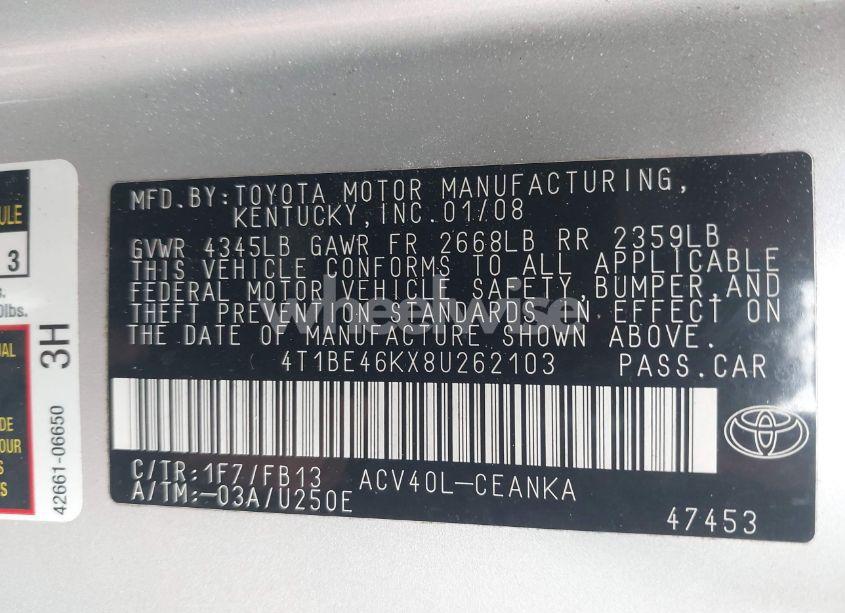 MFD. BY: TOYOTA MOTOR MANUFACTURING,
KENTUCKY, INC. 01/08
GVWR 4345LB GAWR FR 2668LB RR 2359LB
THIS VEHICLE CONFORMS TO ALL APPLICABLE
FEDERAL MOTOR VEHICLE SAFETY, BUMPER, AND
THEFT PREVENTION STANDARDS IN EFFECT ON
THE DATE OF MANUFACTURE SHOWN ABOVE.
4T1BE46KX8U262103 PASS. CAR
C/TR: 1F7/FB13 ACV40L-CEANKA
A/TM: -03A/U250E
47453
wheelwise
3
3H
42661-06650